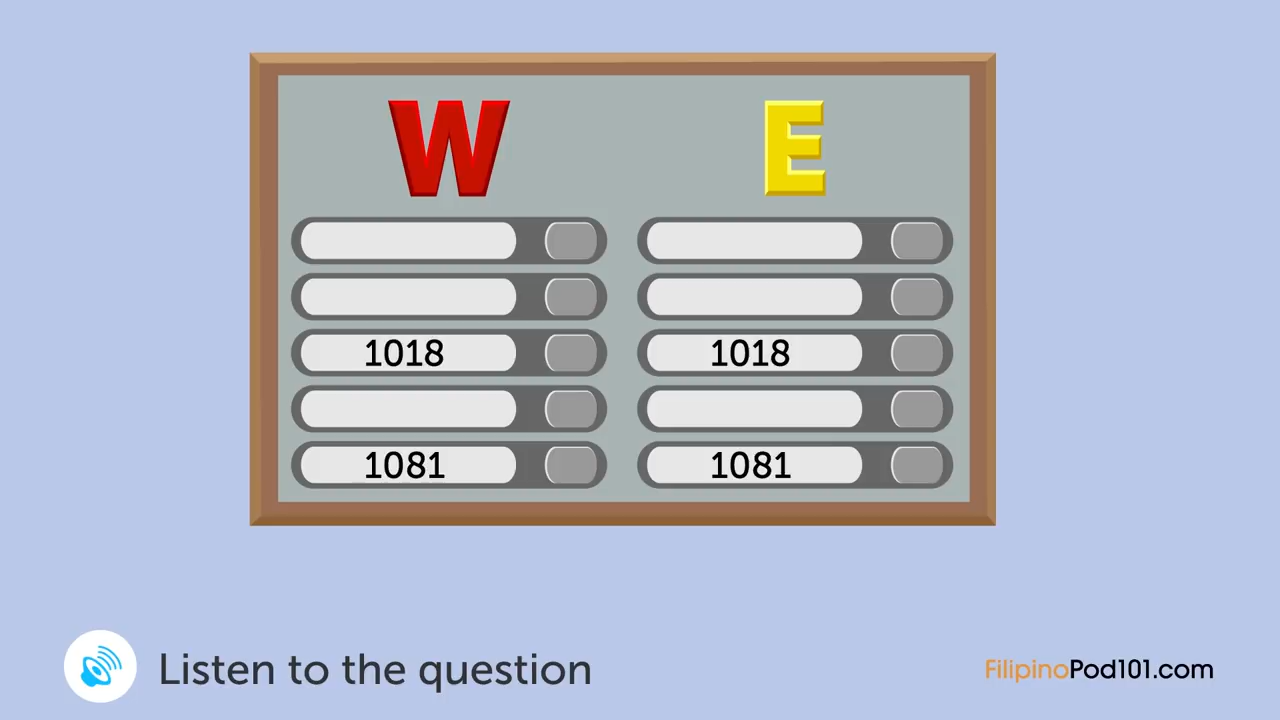 W E
1018 1018
1081 1081
Listen to the question
FilipinoPod101.com